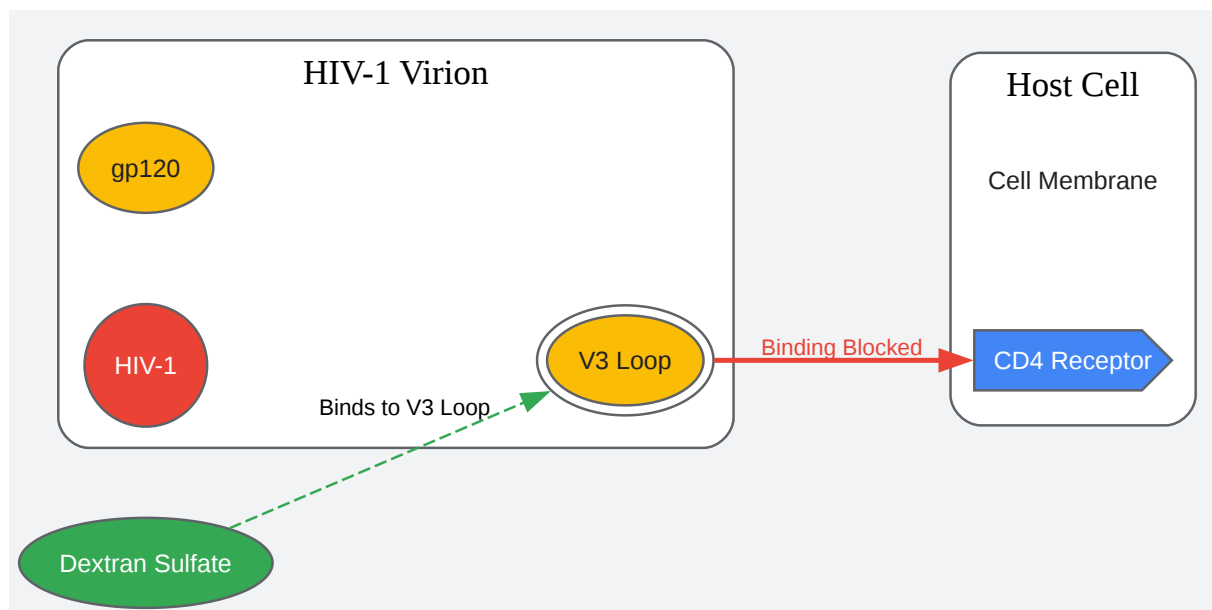 HIV-1 Virion
gp120
HIV-1
V3 Loop
Binds to V3 Loop
Binding Blocked
Host Cell
Cell Membrane
CD4 Receptor
Dextran Sulfate